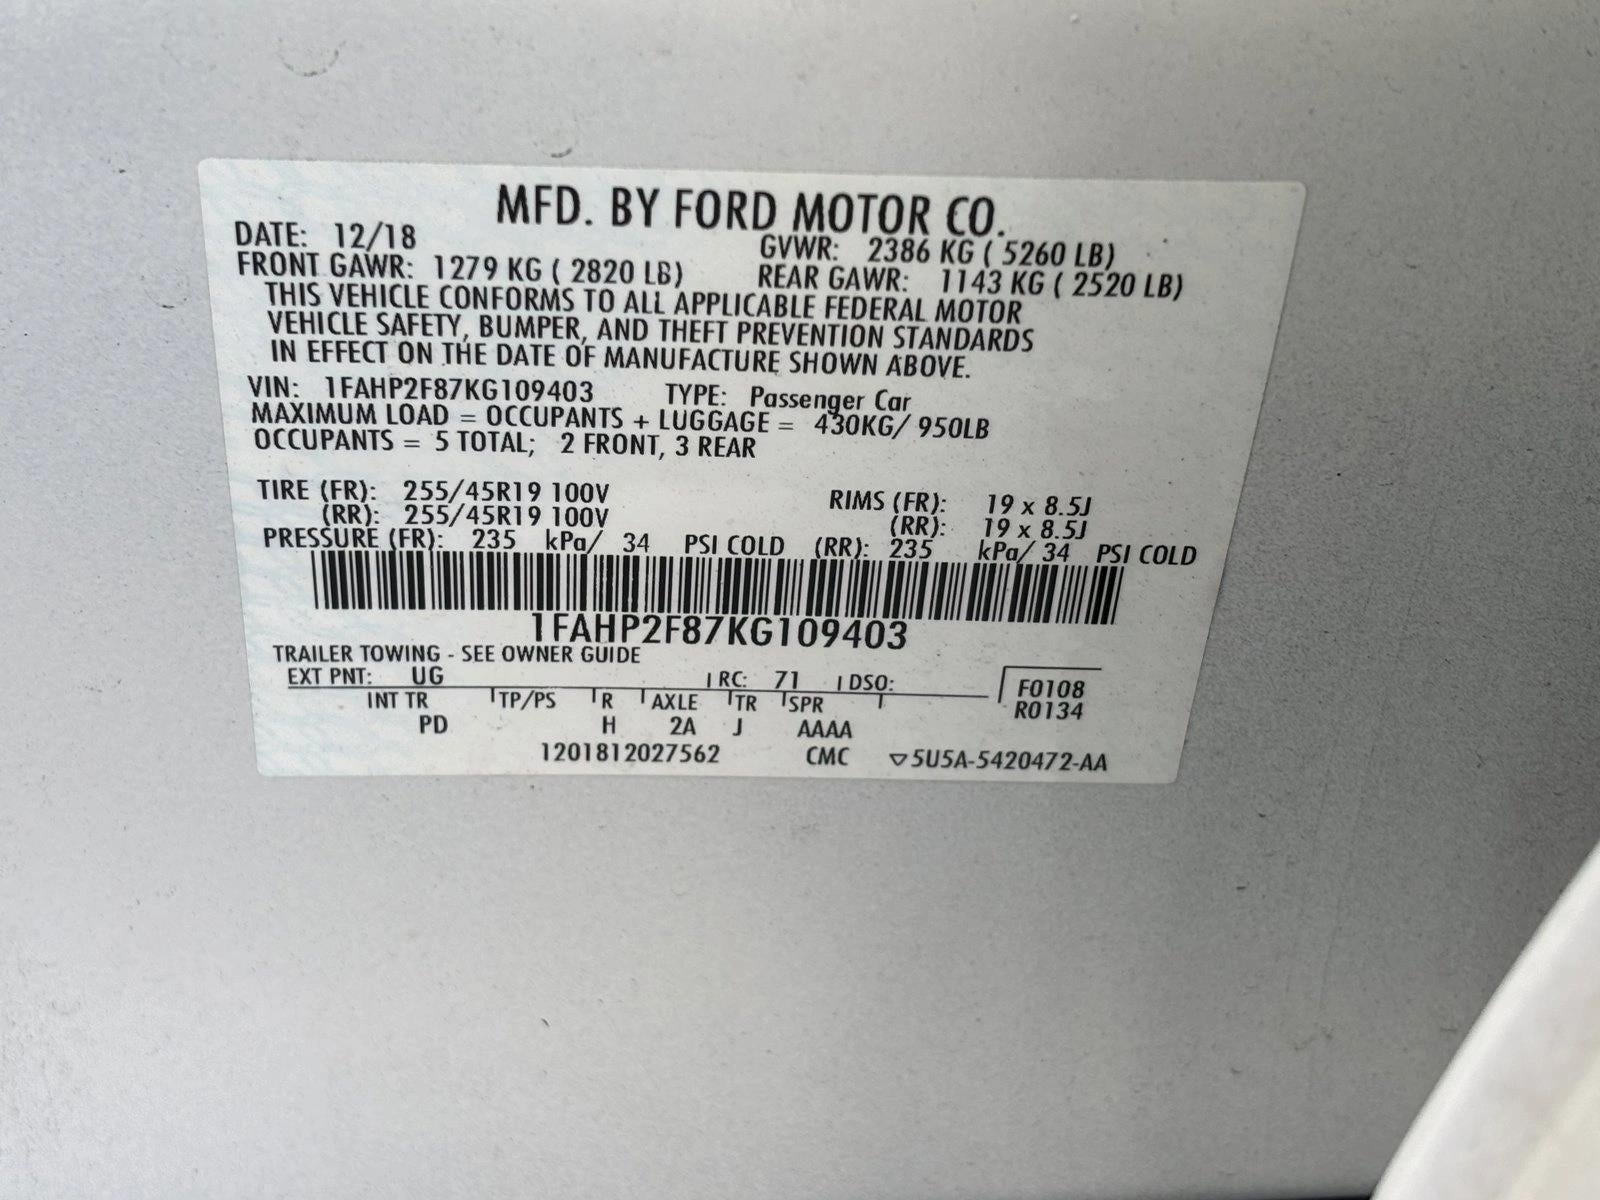 MFD. BY FORD MOTOR CO.
DATE: 12/18 GVWR: 2386 KG ( 5260 LB)
FRONT GAWR: 1279 KG ( 2820 LB) REAR GAWR: 1143 KG ( 2520 LB)
THIS VEHICLE CONFORMS TO ALL APPLICABLE FEDERAL MOTOR
VEHICLE SAFETY, BUMPER, AND THEFT PREVENTION STANDARDS
IN EFFECT ON THE DATE OF MANUFACTURE SHOWN ABOVE.
VIN: 1FAHP2F87KG109403 TYPE: Passenger Car
MAXIMUM LOAD = OCCUPANTS + LUGGAGE = 430KG/ 950LB
OCCUPANTS = 5 TOTAL; 2 FRONT, 3 REAR
TIRE (FR): 255/45R19 100V RIMS (FR): 19 x 8.5J
(RR): 255/45R19 100V (RR): 19 x 8.5J
PRESSURE (FR): 235 kPa/ 34 PSI COLD (RR): 235 kPa/ 34 PSI COLD
1FAHP2F87KG109403
TRAILER TOWING - SEE OWNER GUIDE
EXT PNT: UG RC: 71 DSO: F0108
INT TR TP/PS R AXLE TR SPR R0134
PD H 2A J AAAA
1201812027562 CMC ▽5U5A-5420472-AA